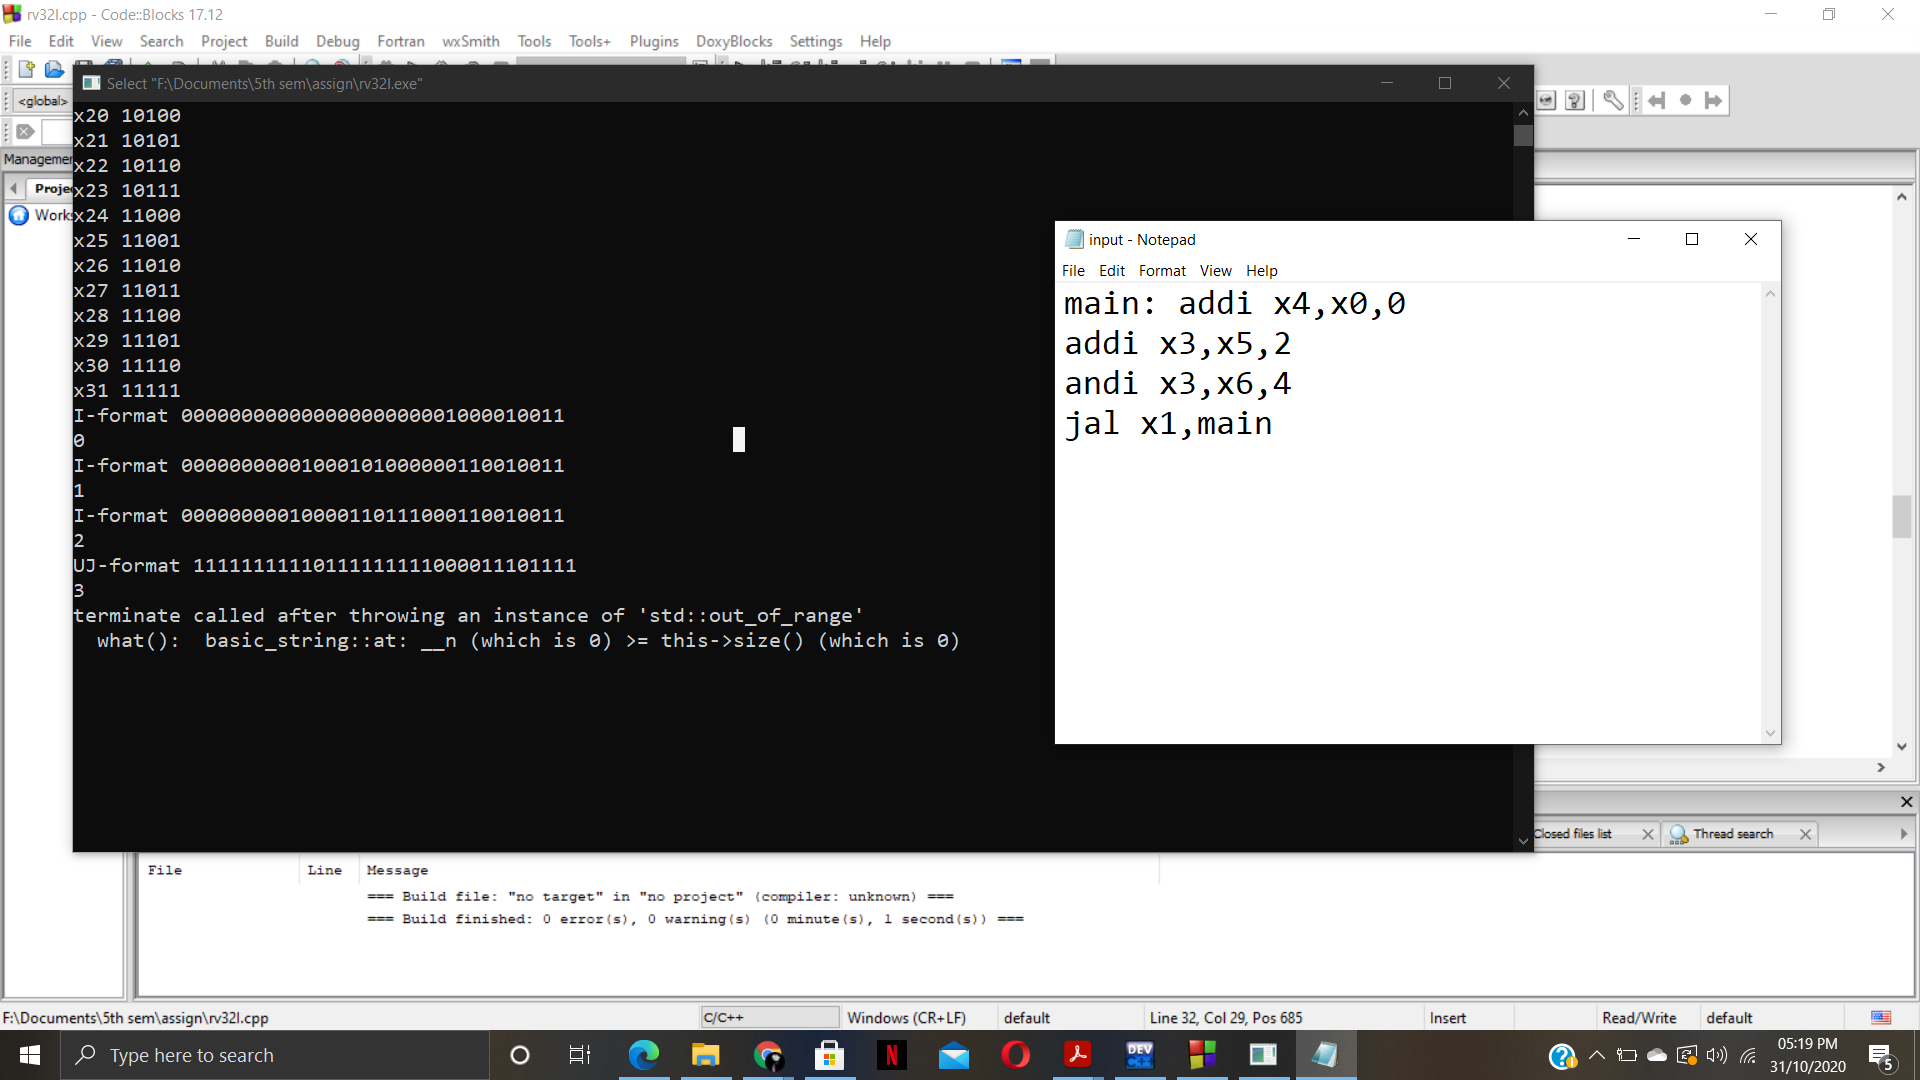 rv32I.cpp - Code::Blocks 17.12
File Edit View Search Project Build Debug Fortran wxSmith Tools Tools+ Plugins DoxyBlocks Settings Help
Select "F:\Documents\5th sem\assign\rv32I.exe"
<global>
x20 10100
x21 10101
x22 10110
x23 10111
x24 11000
x25 11001
x26 11010
x27 11011
x28 11100
x29 11101
x30 11110
x31 11111
I-format 00000000000000000000001000010011
0
I-format 00000000001000101000000110010011
1
I-format 00000000010000110111000110010011
2
UJ-format 11111111110111111111000011101111
3
terminate called after throwing an instance of 'std::out_of_range'
what(): basic_string::at: __n (which is 0) >= this->size() (which is 0)
input - Notepad
File Edit Format View Help
main: addi x4,x0,0
addi x3,x5,2
andi x3,x6,4
jal x1,main
Closed files list Thread search
File Line Message
=== Build file: "no target" in "no project" (compiler: unknown) ===
=== Build finished: 0 error(s), 0 warning(s) (0 minute(s), 1 second(s)) ===
F:\Documents\5th sem\assign\rv32I.cpp C/C++ Windows (CR+LF) default Line 32, Col 29, Pos 685 Insert Read/Write default
Type here to search
N
DEV
05:19 PM
31/10/2020
5